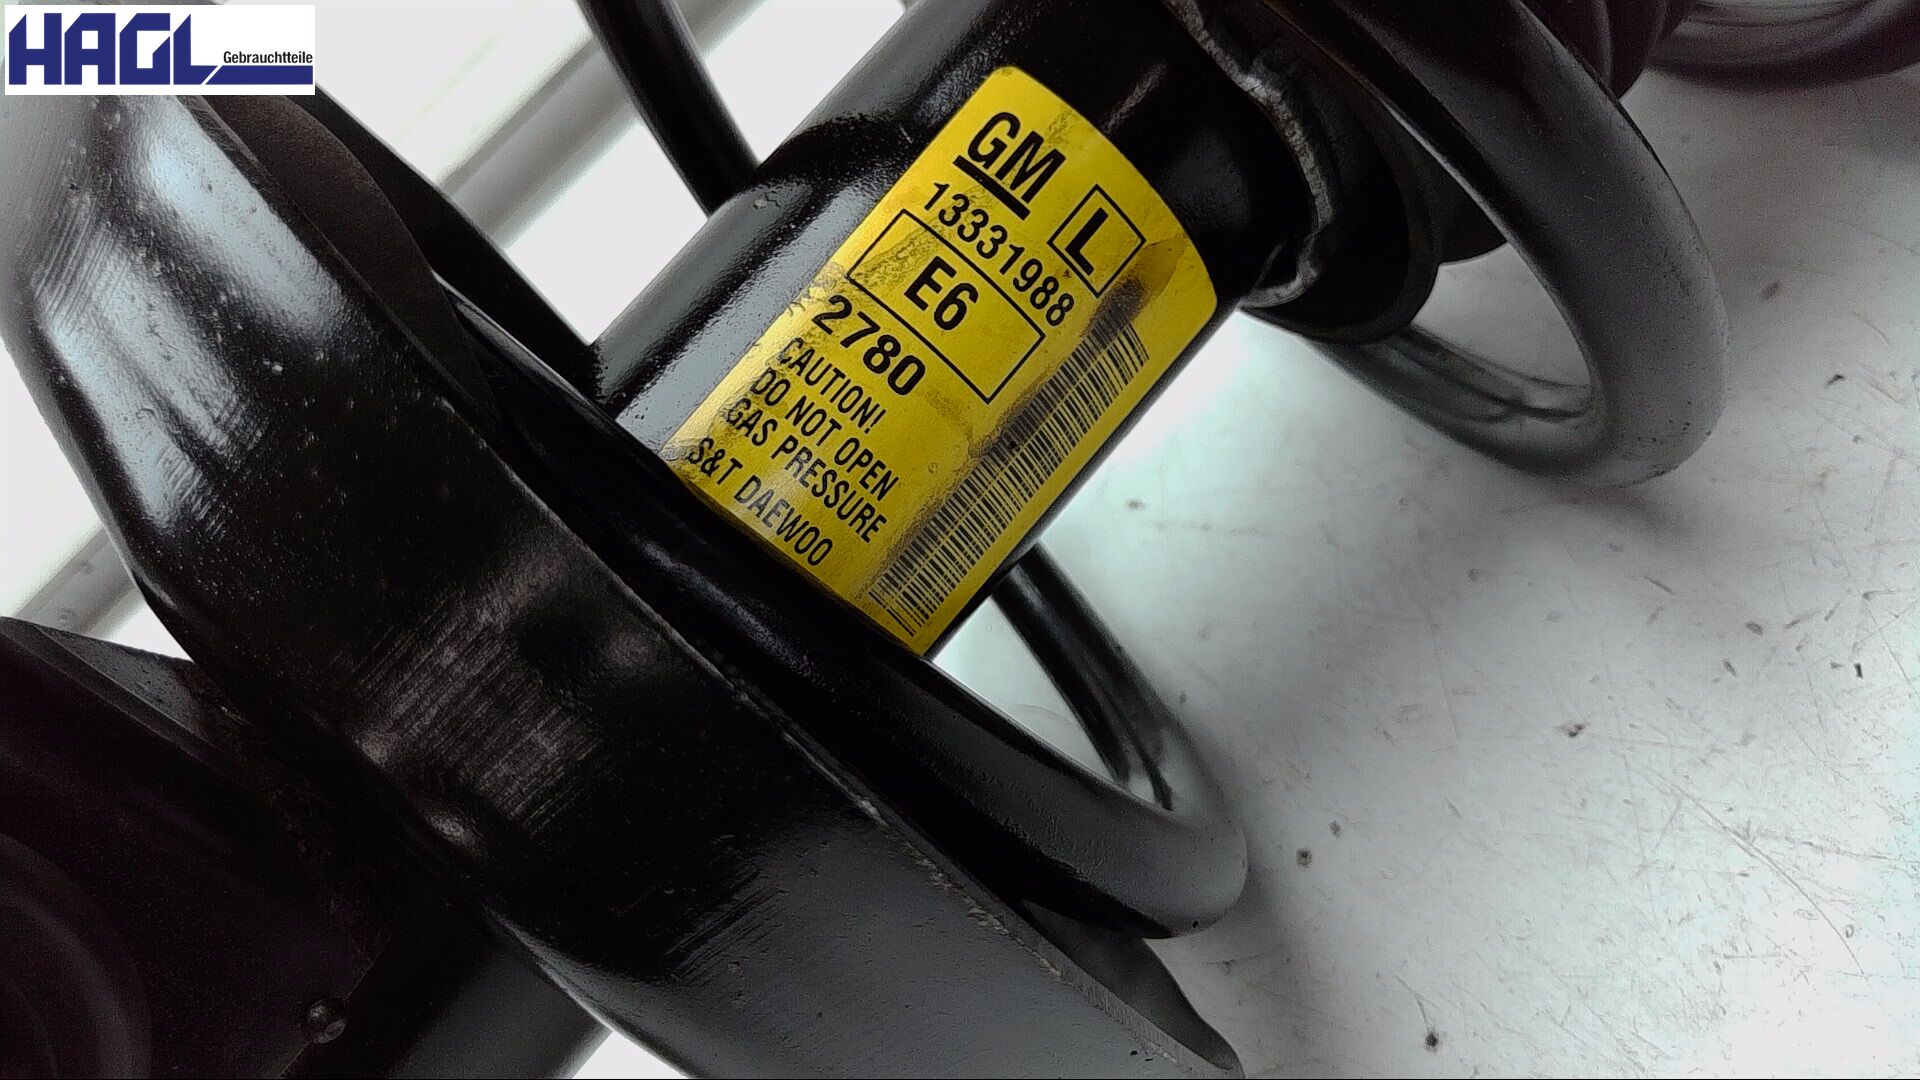 HAGL
Gebrauchtteile
GM
L
13331988
E6
2780
CAUTION!
DO NOT OPEN
GAS PRESSURE
S&T DAEWOO